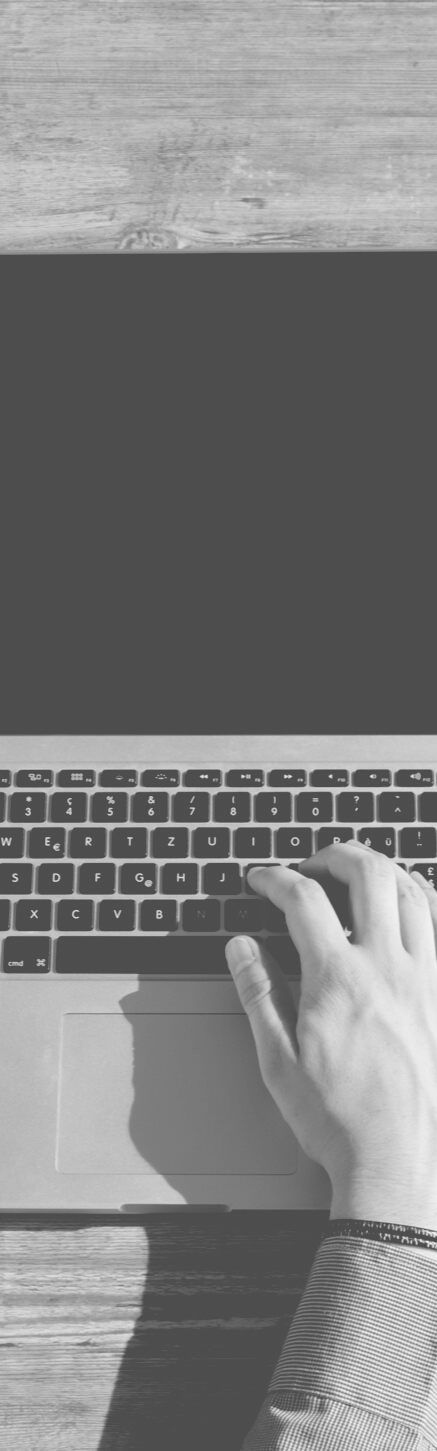 * ç % & / ( ) = ? `
3 4 5 6 7 8 9 0 ' ^
W E € R T Z U I O P è ü !
S D F G @ H J £
X C V B N M
cmd ⌘